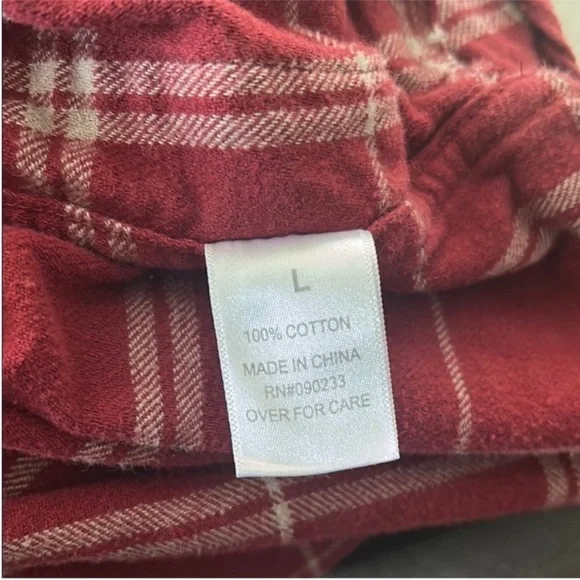 L
100% COTTON
MADE IN CHINA
RN#090233
OVER FOR CARE